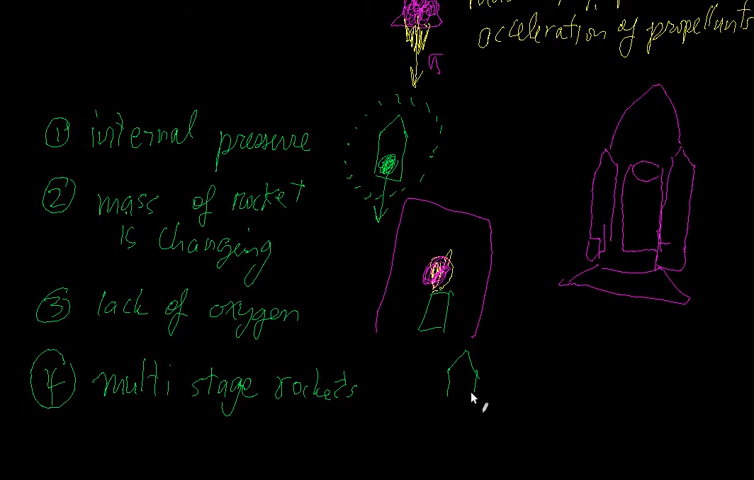 acceleration of propellants
① internal pressure
② mass of rocket
is changing
③ lack of oxygen
④ multi stage rockets